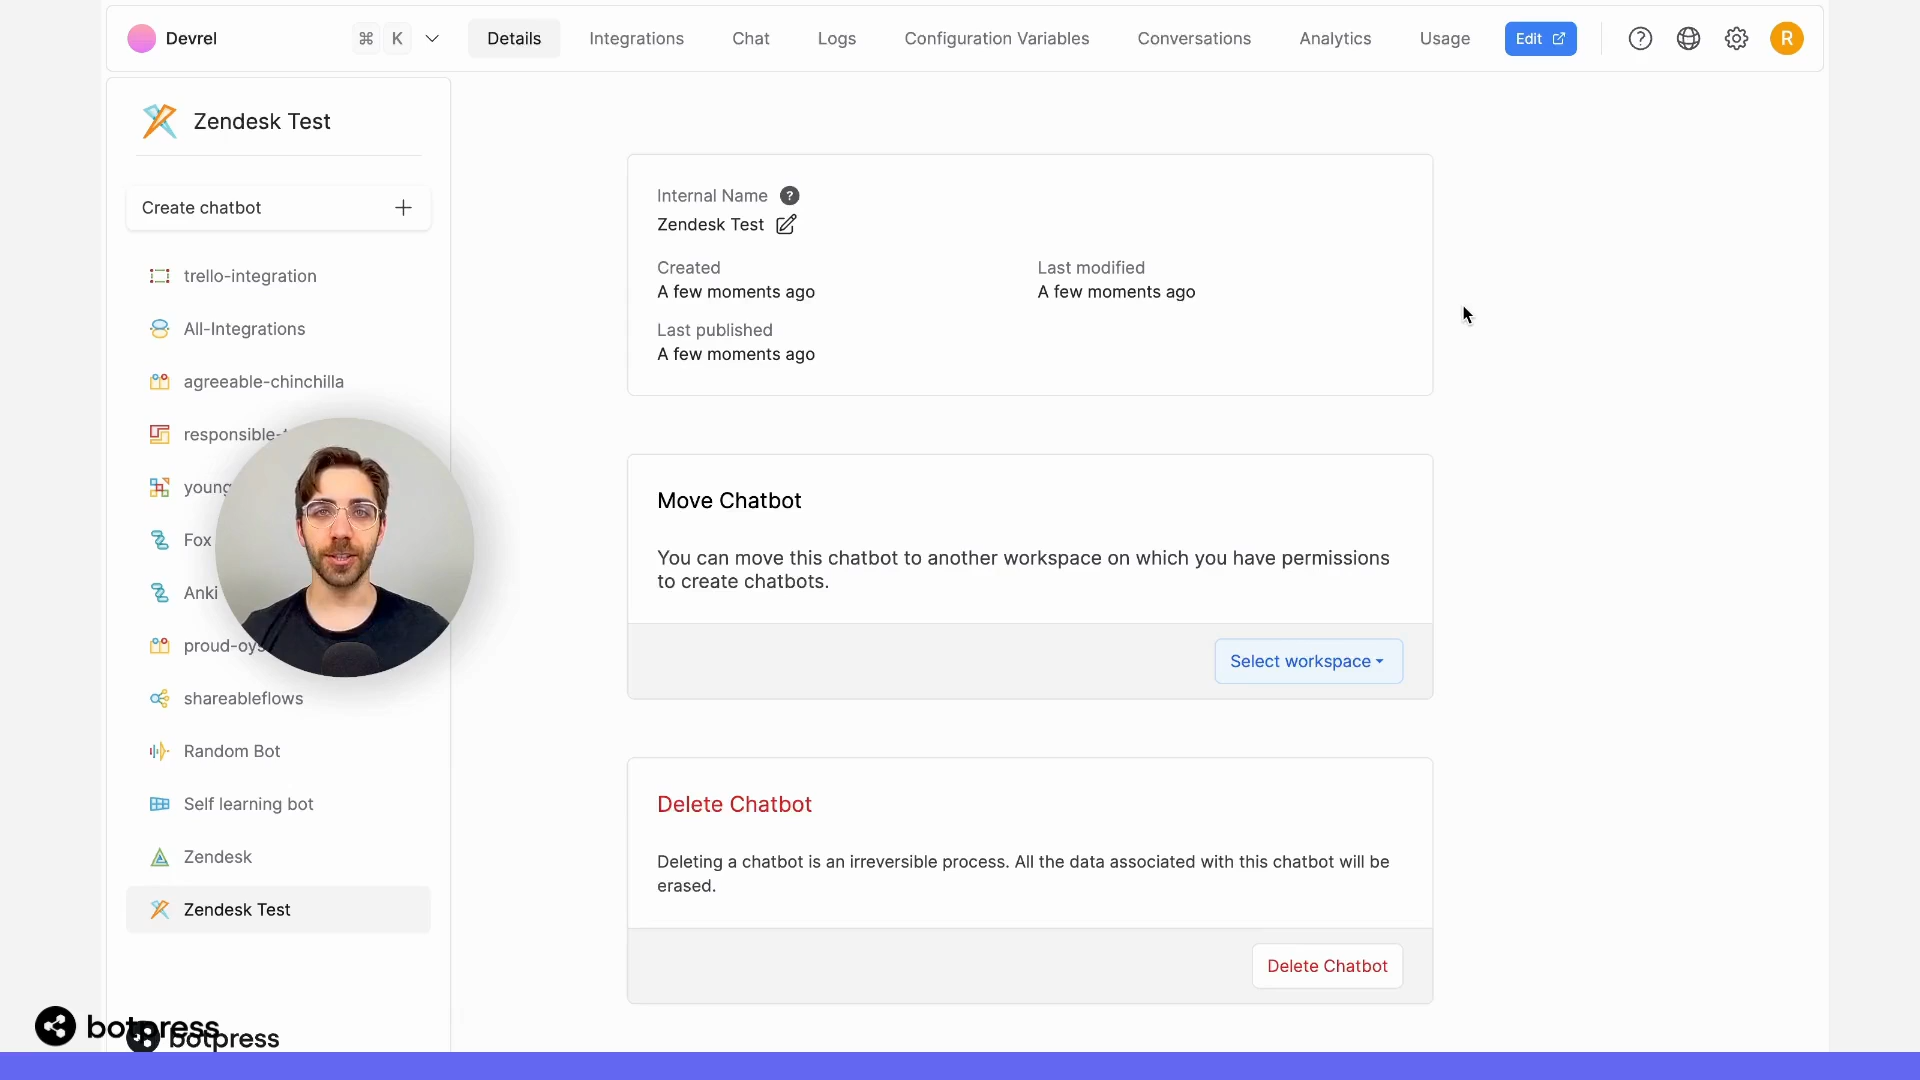 Devrel
⌘ K
Details
Integrations
Chat
Logs
Configuration Variables
Conversations
Analytics
Usage
Edit
R
Zendesk Test
Create chatbot
trello-integration
All-Integrations
agreeable-chinchilla
responsible-
young
Fox
Anki
proud-oys
shareableflows
Random Bot
Self learning bot
Zendesk
Zendesk Test
Internal Name ?
Zendesk Test
Created
A few moments ago
Last modified
A few moments ago
Last published
A few moments ago
Move Chatbot
You can move this chatbot to another workspace on which you have permissions
to create chatbots.
Select workspace
Delete Chatbot
Deleting a chatbot is an irreversible process. All the data associated with this chatbot will be
erased.
Delete Chatbot
botpress
botpress